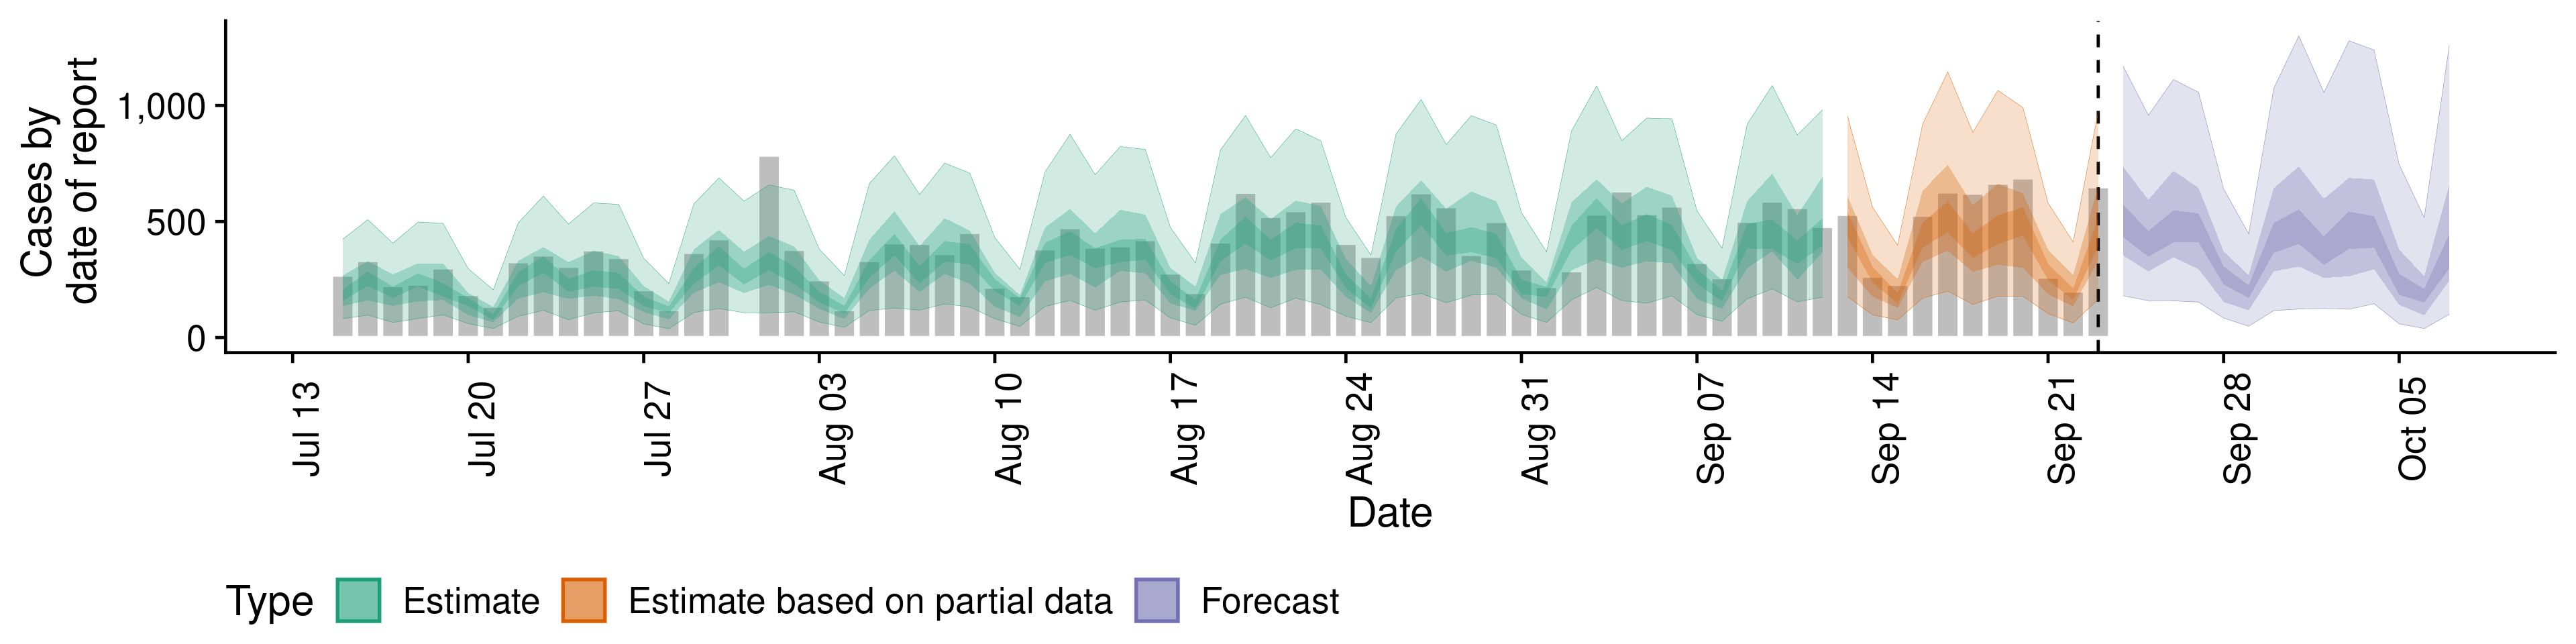 Cases by
date of report
1,000
500
0
Jul 13
Jul 20
Jul 27
Aug 03
Aug 10
Aug 17
Aug 24
Aug 31
Sep 07
Sep 14
Sep 21
Sep 28
Oct 05
Date
Type
Estimate
Estimate based on partial data
Forecast